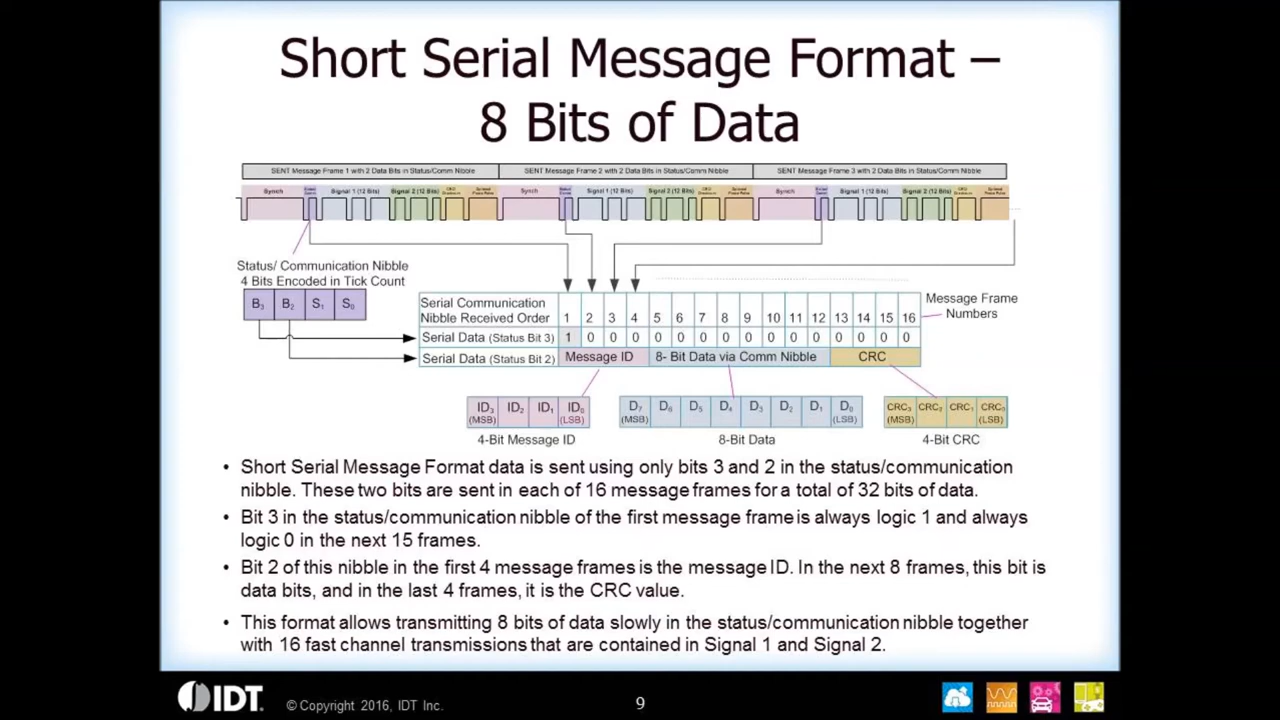 Short Serial Message Format –
8 Bits of Data
SENT Message Frame 1 with 2 Data Bits in Status/Comm Nibble
SENT Message Frame 2 with 2 Data Bits in Status/Comm Nibble
SENT Message Frame 3 with 2 Data Bits in Status/Comm Nibble
Synch Signal 1 (12 Bits) Signal 2 (12 Bits)
Synch Signal 1 (12 Bits) Signal 2 (12 Bits)
Synch Signal 1 (12 Bits) Signal 2 (12 Bits)
Status/ Communication Nibble
4 Bits Encoded in Tick Count
B3 B2 S1 S0
Serial Communication
Nibble Received Order 1 2 3 4 5 6 7 8 9 10 11 12 13 14 15 16
Message Frame
Numbers
Serial Data (Status Bit 3) 1 0 0 0 0 0 0 0 0 0 0 0 0 0 0 0
Serial Data (Status Bit 2) Message ID 8- Bit Data via Comm Nibble CRC
ID3 ID2 ID1 ID0
(MSB) (LSB)
4-Bit Message ID
D7 D6 D5 D4 D3 D2 D1 D0
(MSB) (LSB)
8-Bit Data
CRC3 CRC2 CRC1 CRC0
(MSB) (LSB)
4-Bit CRC
• Short Serial Message Format data is sent using only bits 3 and 2 in the status/communication
nibble. These two bits are sent in each of 16 message frames for a total of 32 bits of data.
• Bit 3 in the status/communication nibble of the first message frame is always logic 1 and always
logic 0 in the next 15 frames.
• Bit 2 of this nibble in the first 4 message frames is the message ID. In the next 8 frames, this bit is
data bits, and in the last 4 frames, it is the CRC value.
• This format allows transmitting 8 bits of data slowly in the status/communication nibble together
with 16 fast channel transmissions that are contained in Signal 1 and Signal 2.
IDT.
© Copyright 2016, IDT Inc.
9